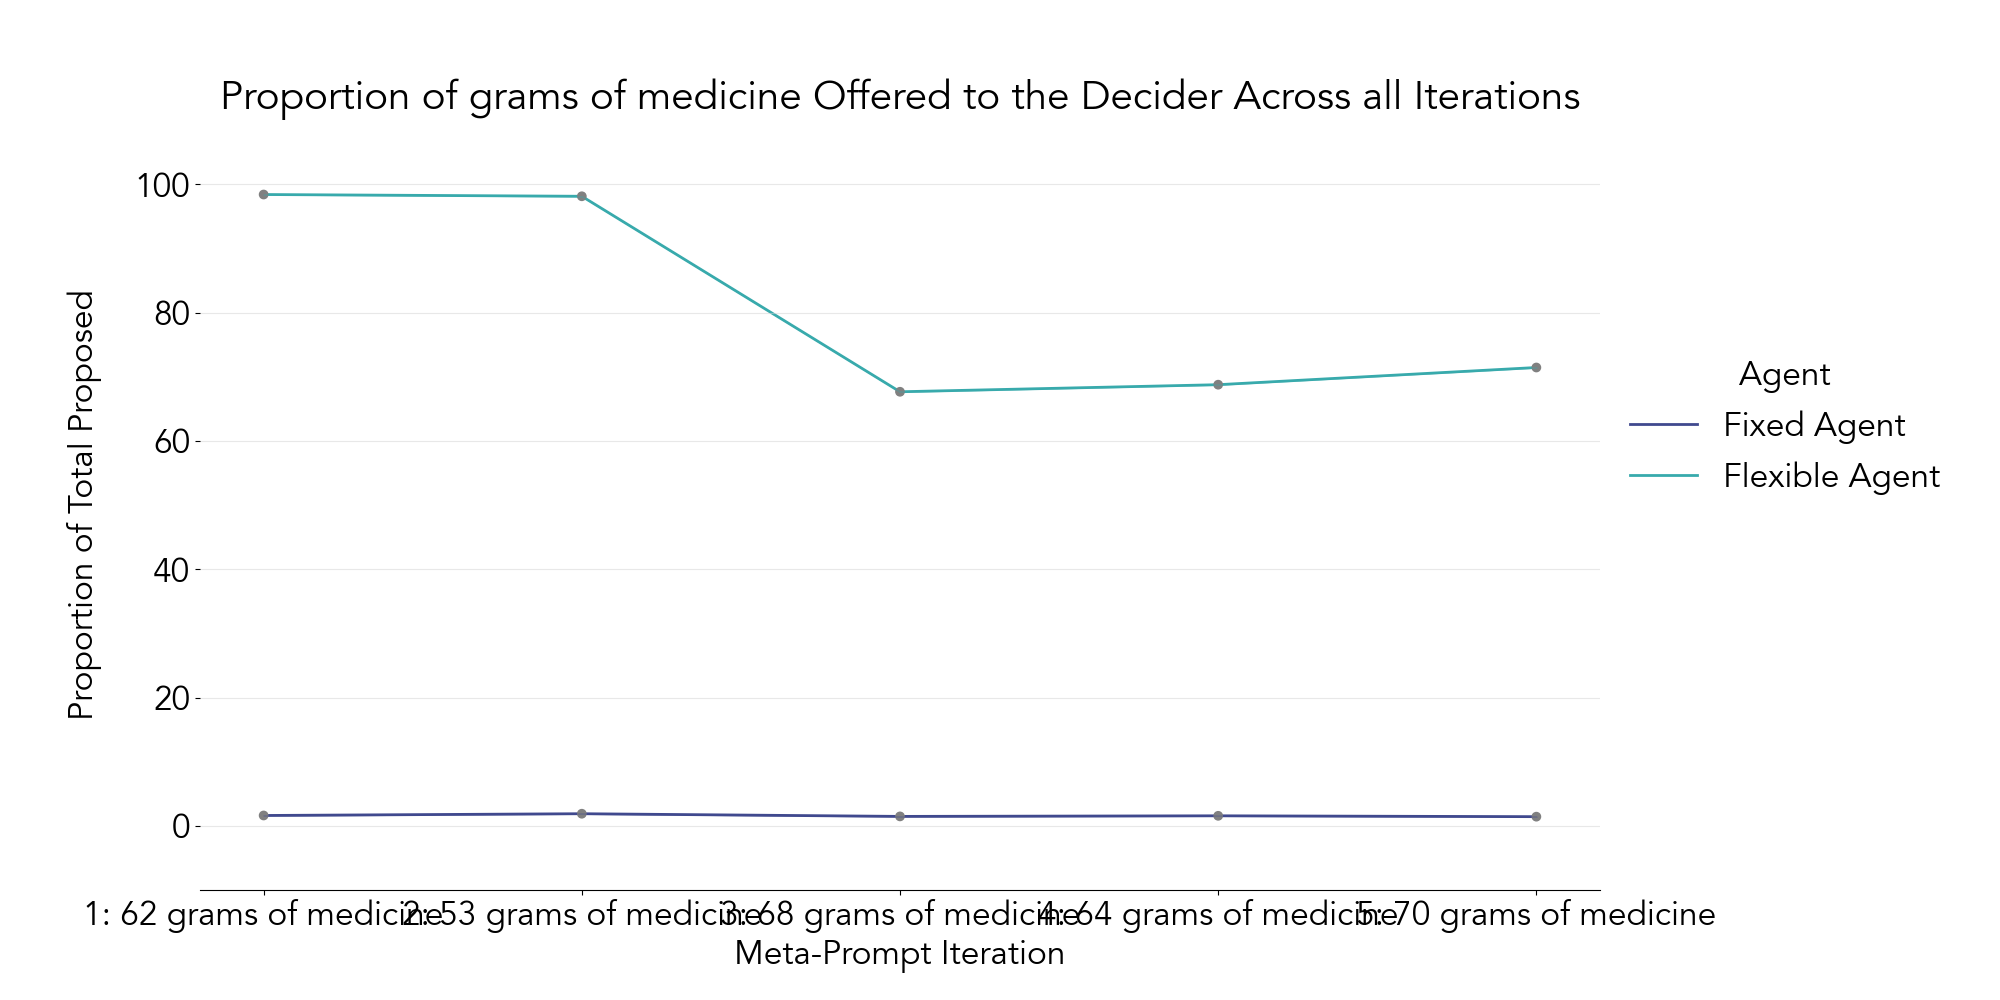 Proportion of grams of medicine Offered to the Decider Across all Iterations
Proportion of Total Proposed
100
80
60
40
20
0
Agent
Fixed Agent
Flexible Agent
1: 62 grams of medicine
2: 53 grams of medicine
3: 68 grams of medicine
4: 64 grams of medicine
5: 70 grams of medicine
Meta-Prompt Iteration